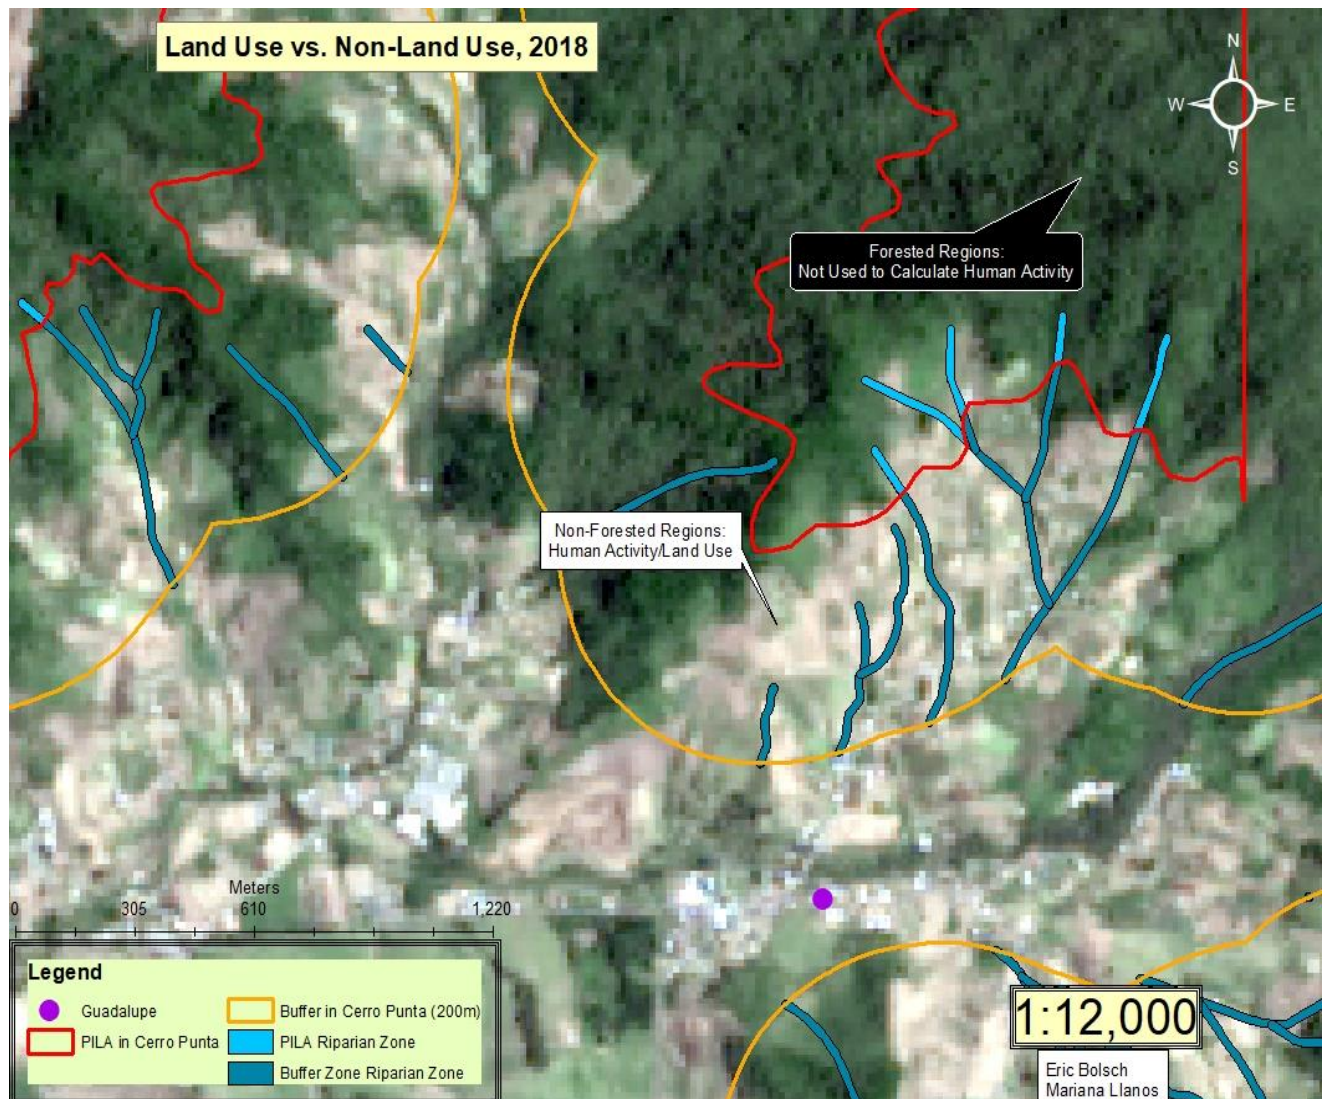 Land Use vs. Non-Land Use, 2018
N
W
E
S
Forested Regions:
Not Used to Calculate Human Activity
Non-Forested Regions:
Human Activity/Land Use
Meters
0 305 610 1,220
Legend
Guadalupe
Buffer in Cerro Punta (200m)
PILA in Cerro Punta
PILA Riparian Zone
Buffer Zone Riparian Zone
1:12,000
Eric Bolsch
Mariana Llanos